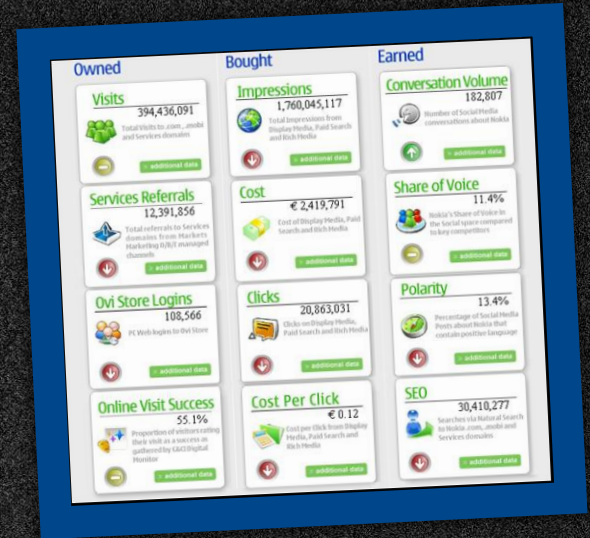 Owned
Visits
394,436,091
Total Visits to .com, .mobi
and Services domains
> additional data
Services Referrals
12,391,856
Total referrals to Services
domains from Markets
Marketing O/B/T managed
channels
> additional data
Ovi Store Logins
108,566
PC Web logins to Ovi Store
> additional data
Online Visit Success
55.1%
Proportion of visitors rating
their visit as a success as
gathered by Digital
Monitor
> additional data
Bought
Impressions
1,760,045,117
Total Impressions from
Display Media, Paid Search
and Rich Media
> additional data
Cost
€ 2,419,791
Cost of Display Media, Paid
Search and Rich Media
> additional data
Clicks
20,863,031
Clicks on Display Media,
Paid Search and Rich Media
> additional data
Cost Per Click
€ 0.12
Cost per Click from Display
Media, Paid Search and
Rich Media
> additional data
Earned
Conversation Volume
182,807
Number of Social Media
conversations about Nokia
> additional data
Share of Voice
11.4%
Nokia's Share of Voice in
the Social space compared
to key competitors
> additional data
Polarity
13.4%
Percentage of Social Media
Posts about Nokia that
contain positive language
> additional data
SEO
30,410,277
Searches via Natural Search
to Nokia .com, .mobi and
Services domains
> additional data